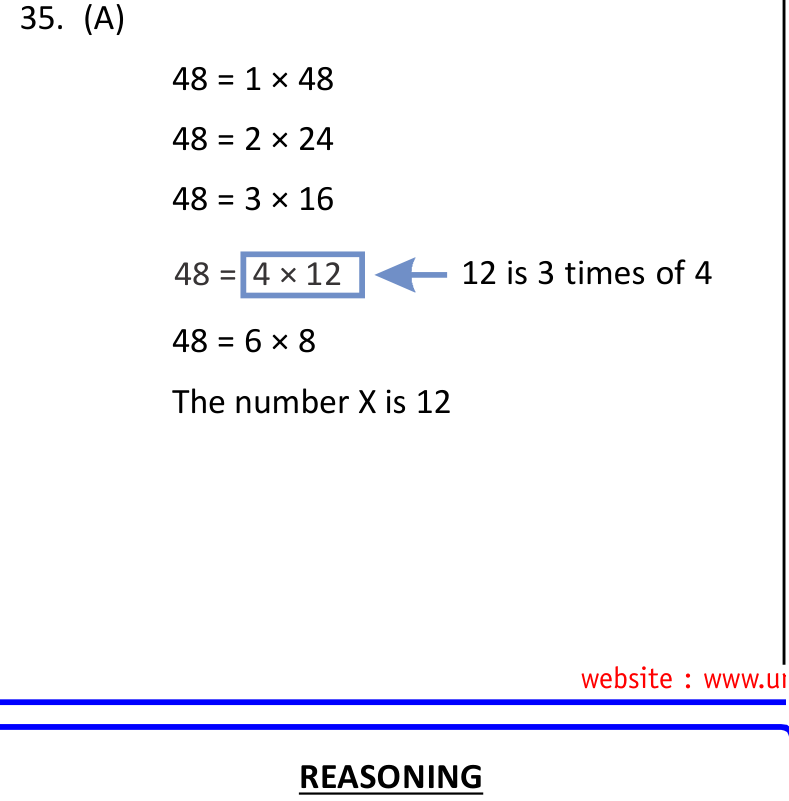 35. (A)
48 = 1 × 48
48 = 2 × 24
48 = 3 × 16
48 = 4 × 12 12 is 3 times of 4
48 = 6 × 8
The number X is 12
website : www.
REASONING